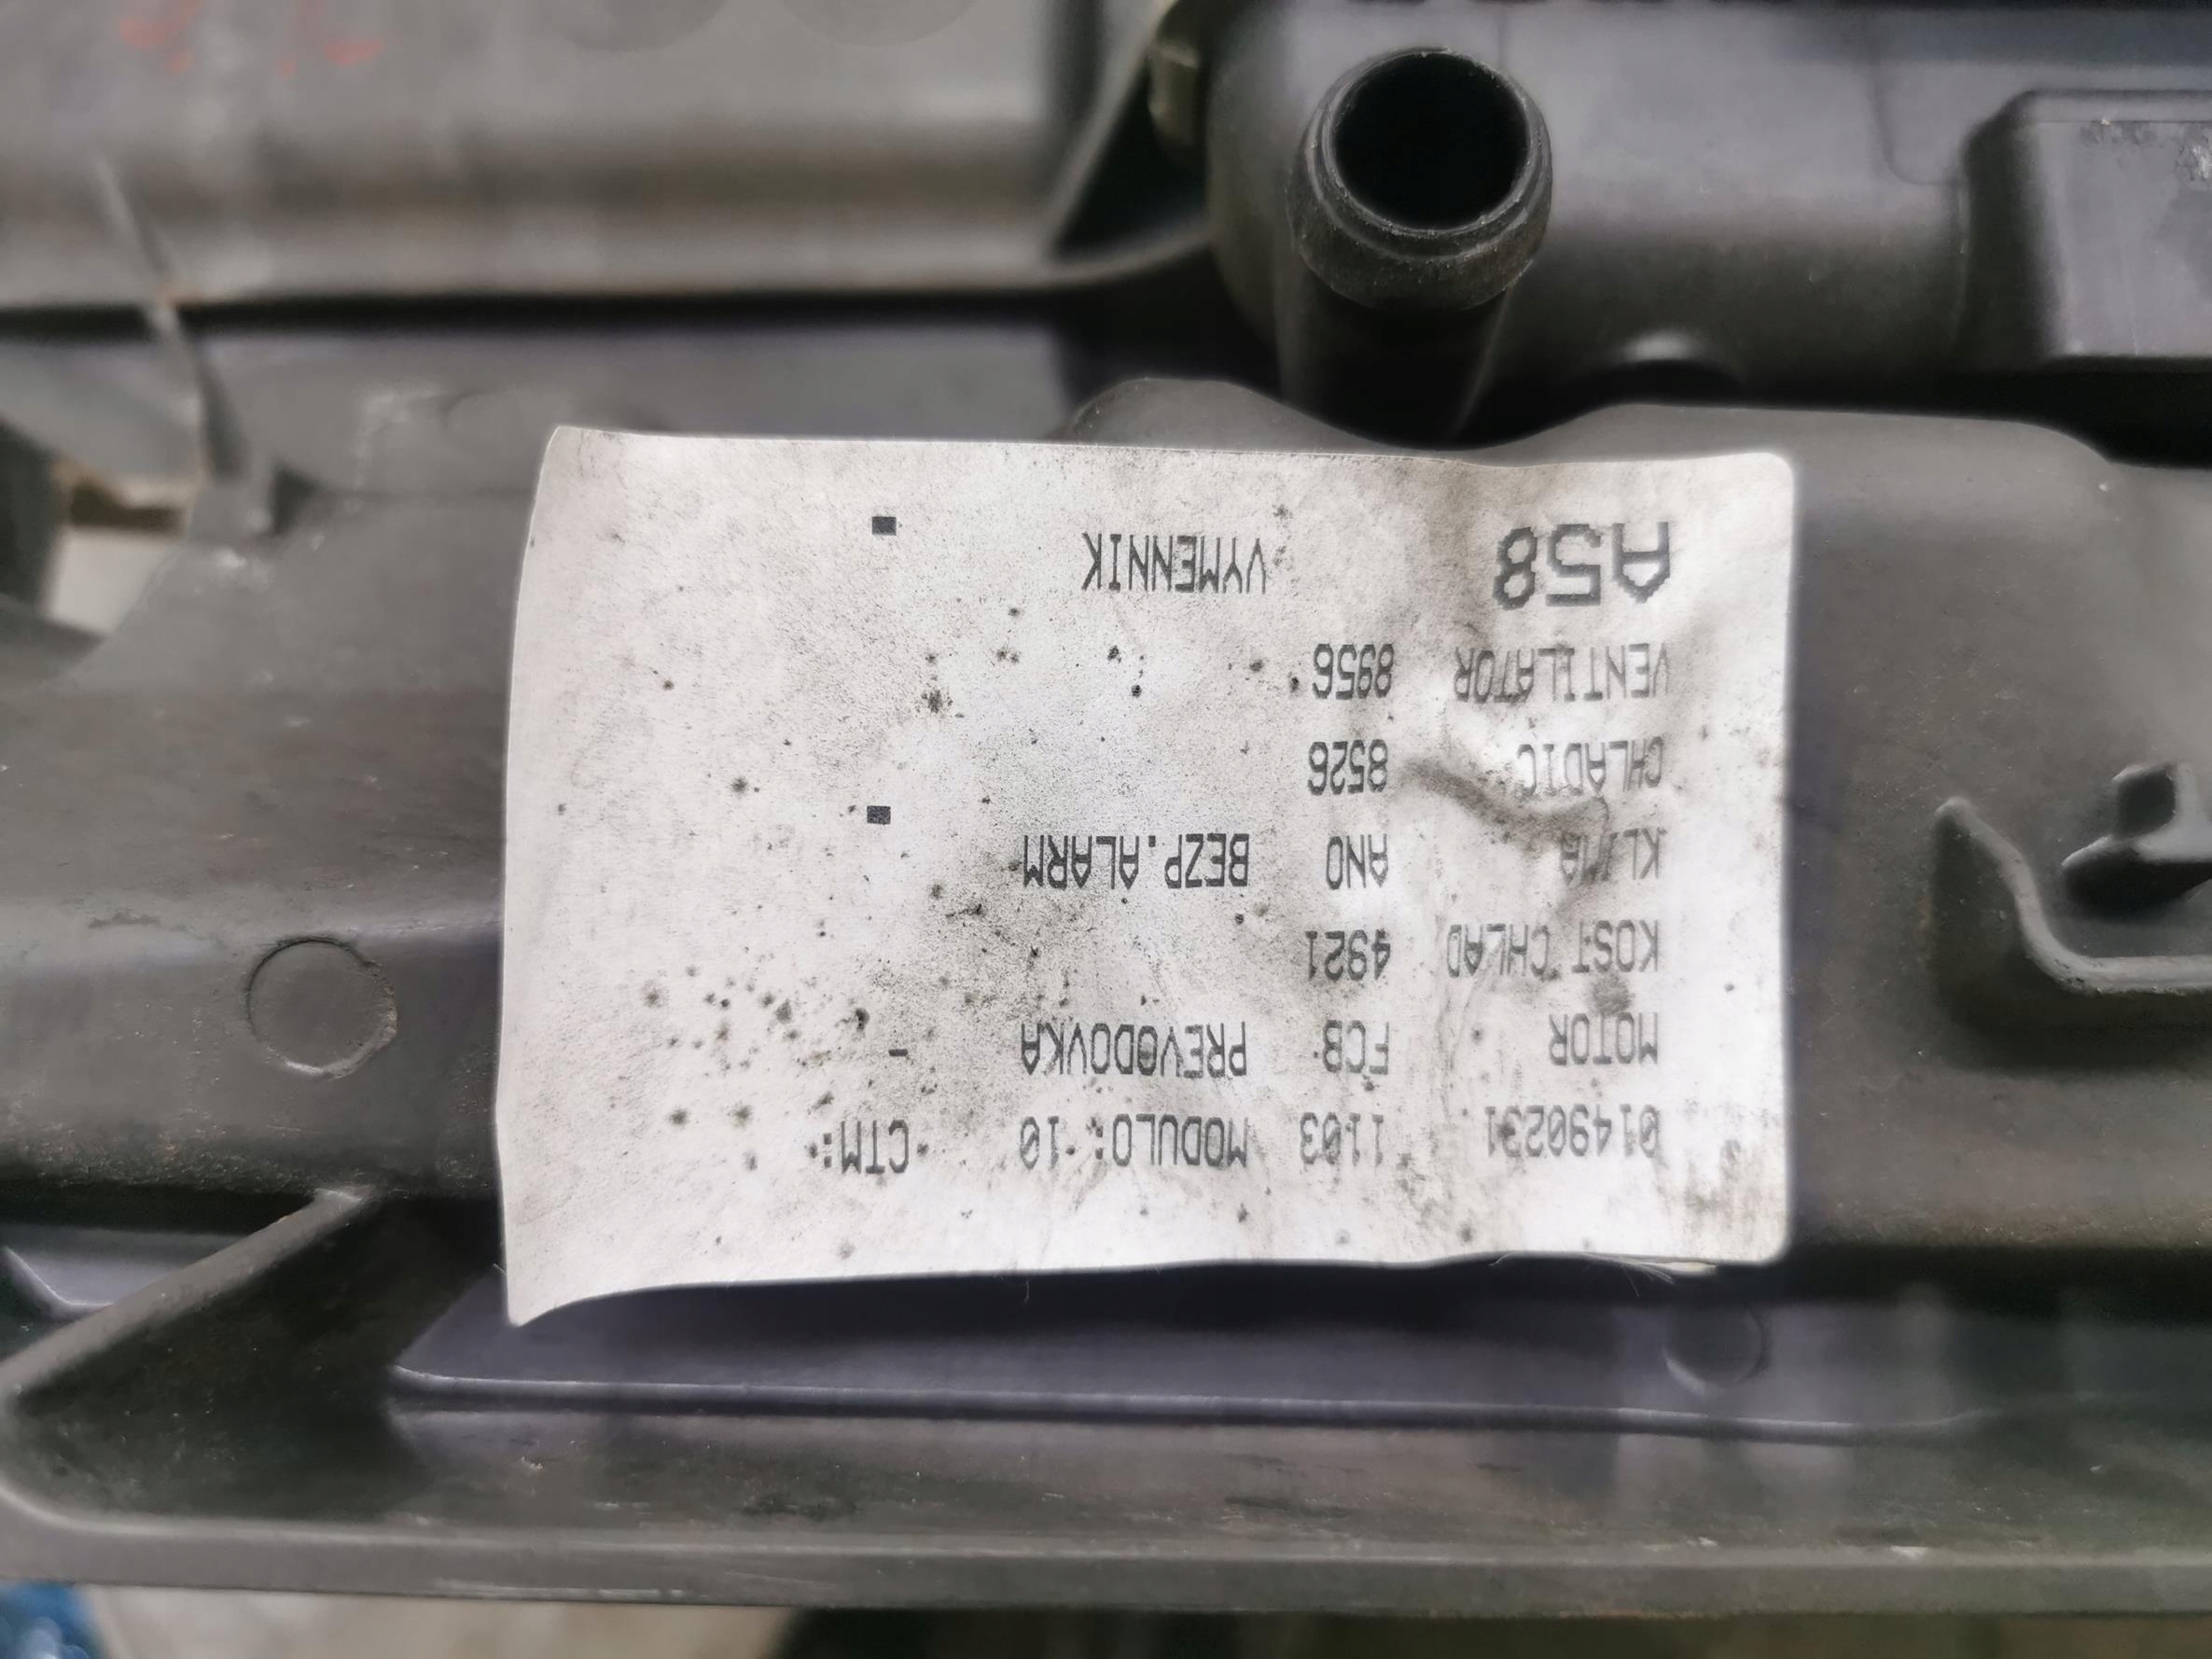 01490231 1103 MODULO: 10 CTM:
MOTOR FCB PREVODOVKA -
KOST CHLAD 4921
KLIMA ANO BEZP.ALARM ■
CHLADIC 8526
VENTILATOR 8956
A58 VYMENNIK ■